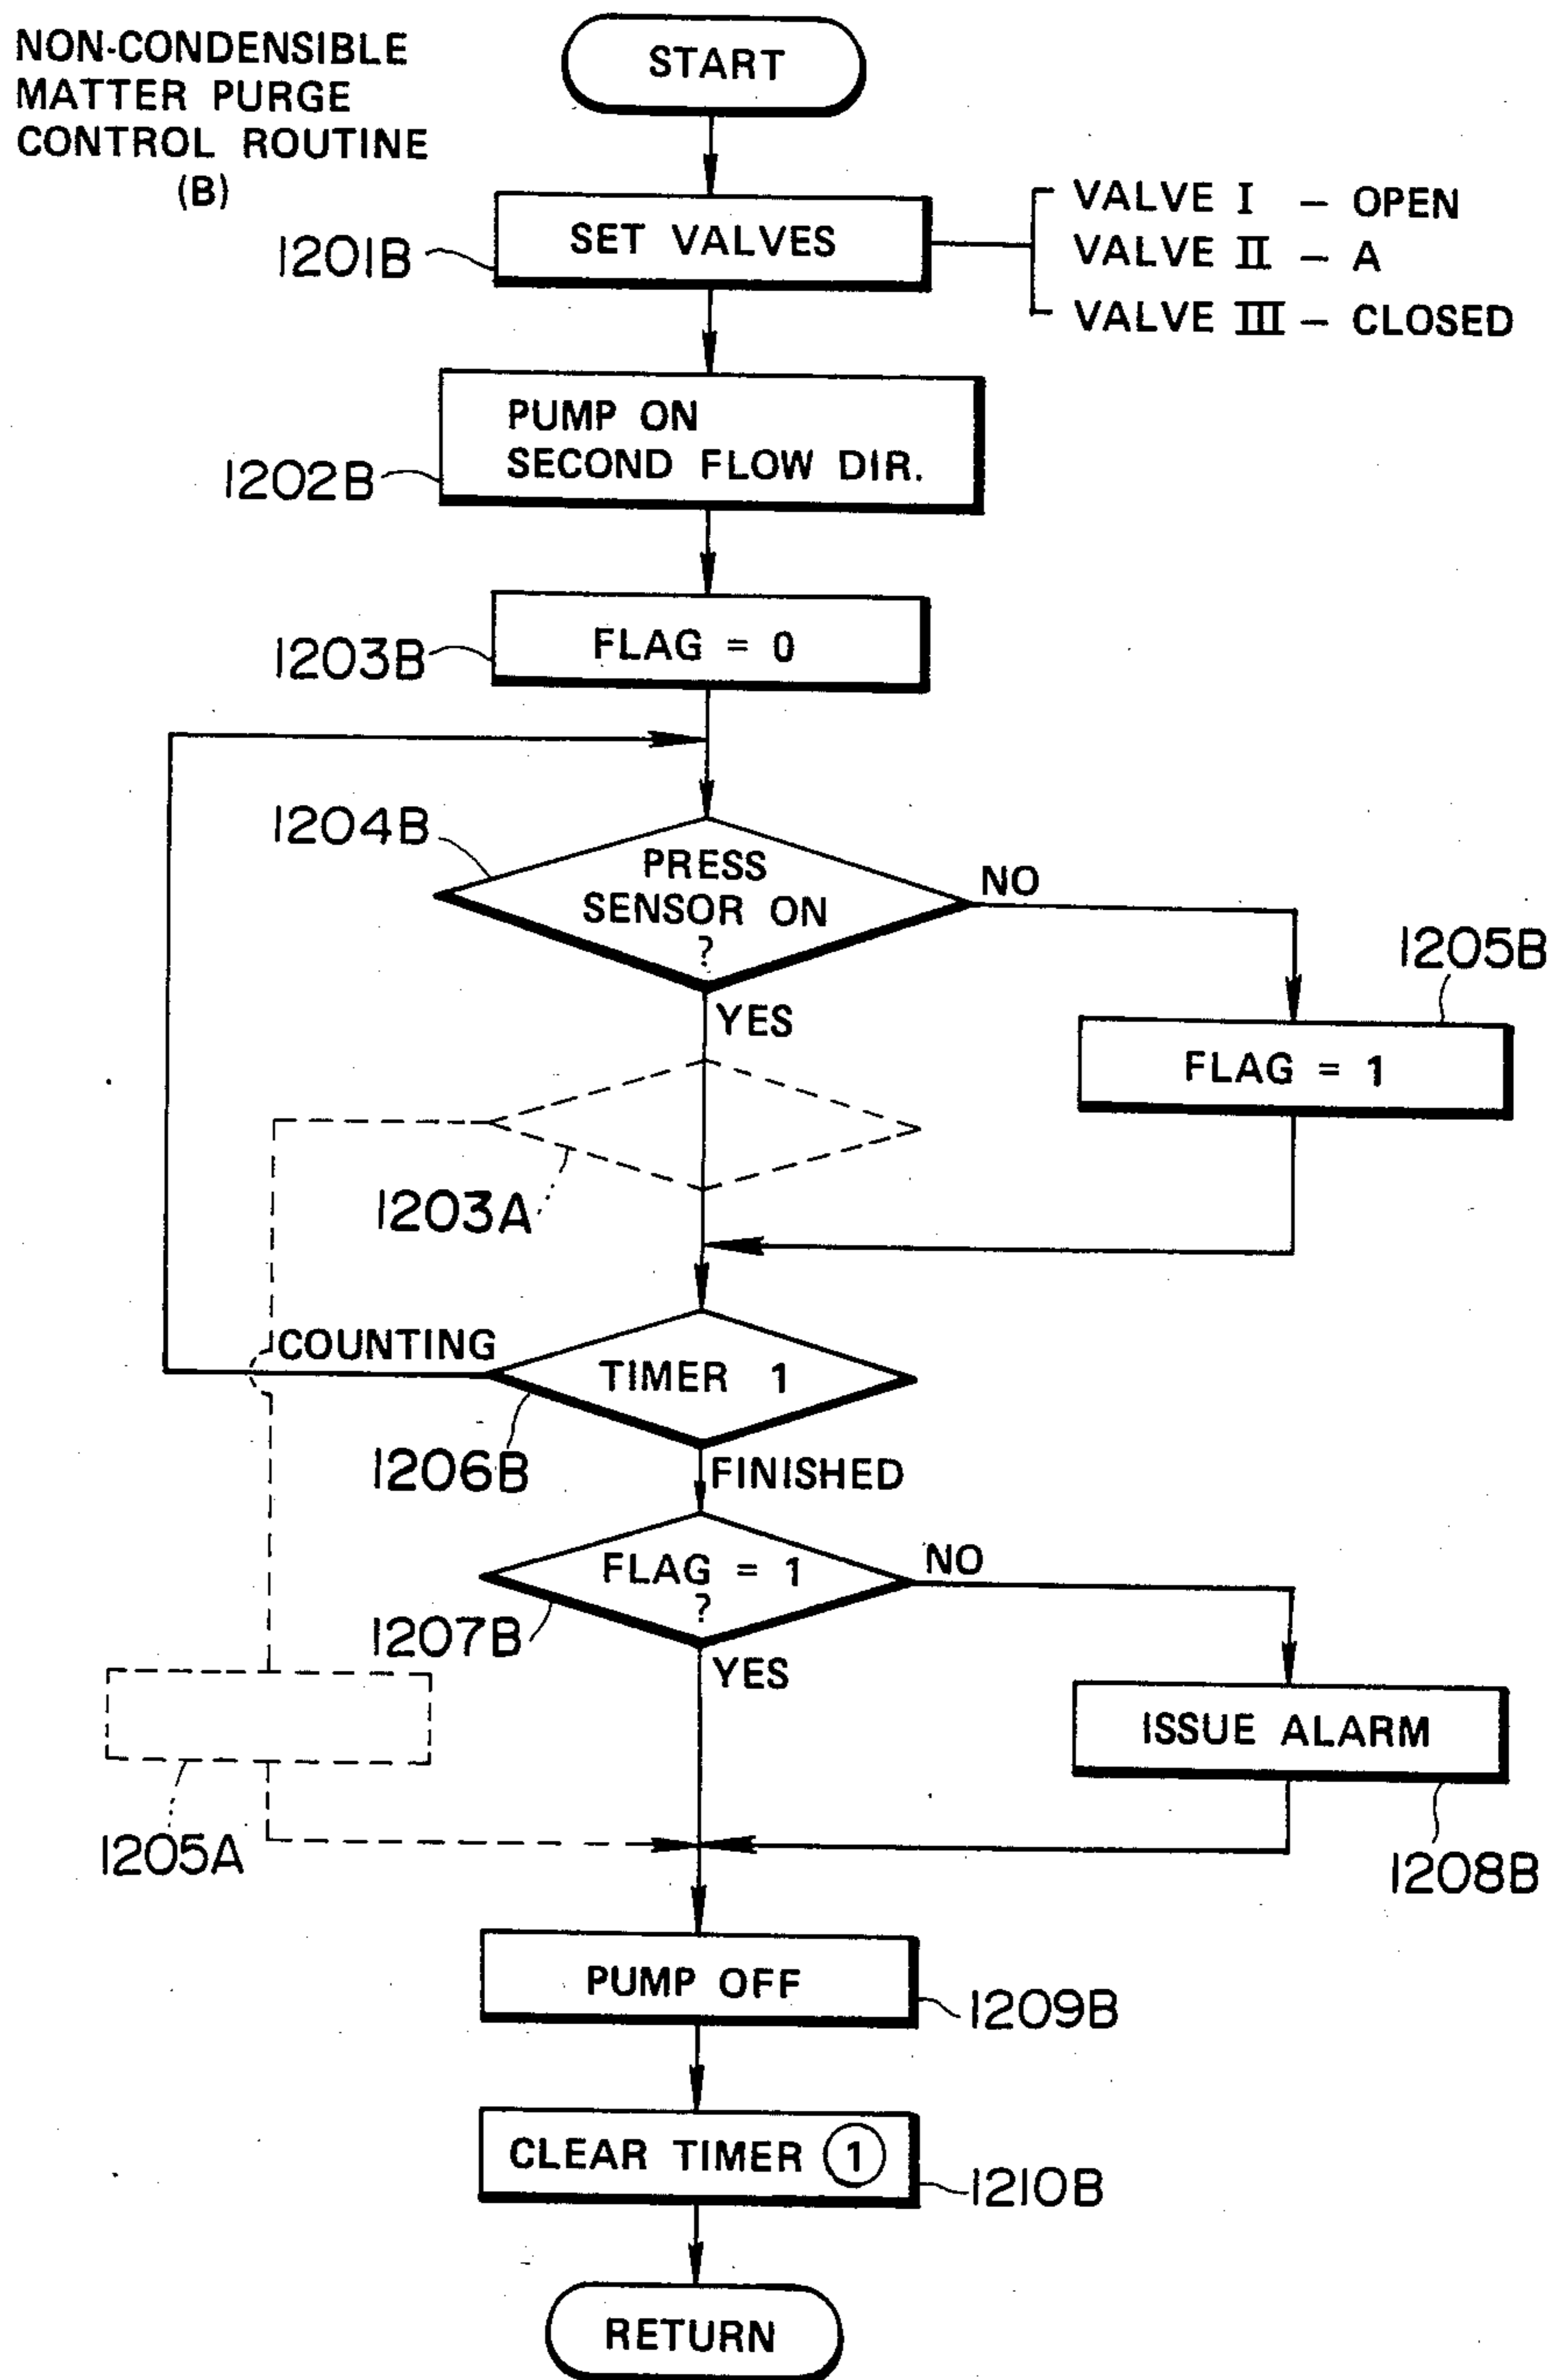 NON-CONDENSIBLE
MATTER PURGE
CONTROL ROUTINE
(B)
START
SET VALVES
1201B
VALVE I – OPEN
VALVE II – A
VALVE III – CLOSED
PUMP ON
SECOND FLOW DIR.
1202B
FLAG = 0
1203B
1204B
PRESS
SENSOR ON
?
NO
YES
1205B
FLAG = 1
1203A
COUNTING
TIMER 1
1206B
FINISHED
FLAG = 1
?
NO
1207B
YES
ISSUE ALARM
1205A
1208B
PUMP OFF
1209B
CLEAR TIMER ①
1210B
RETURN